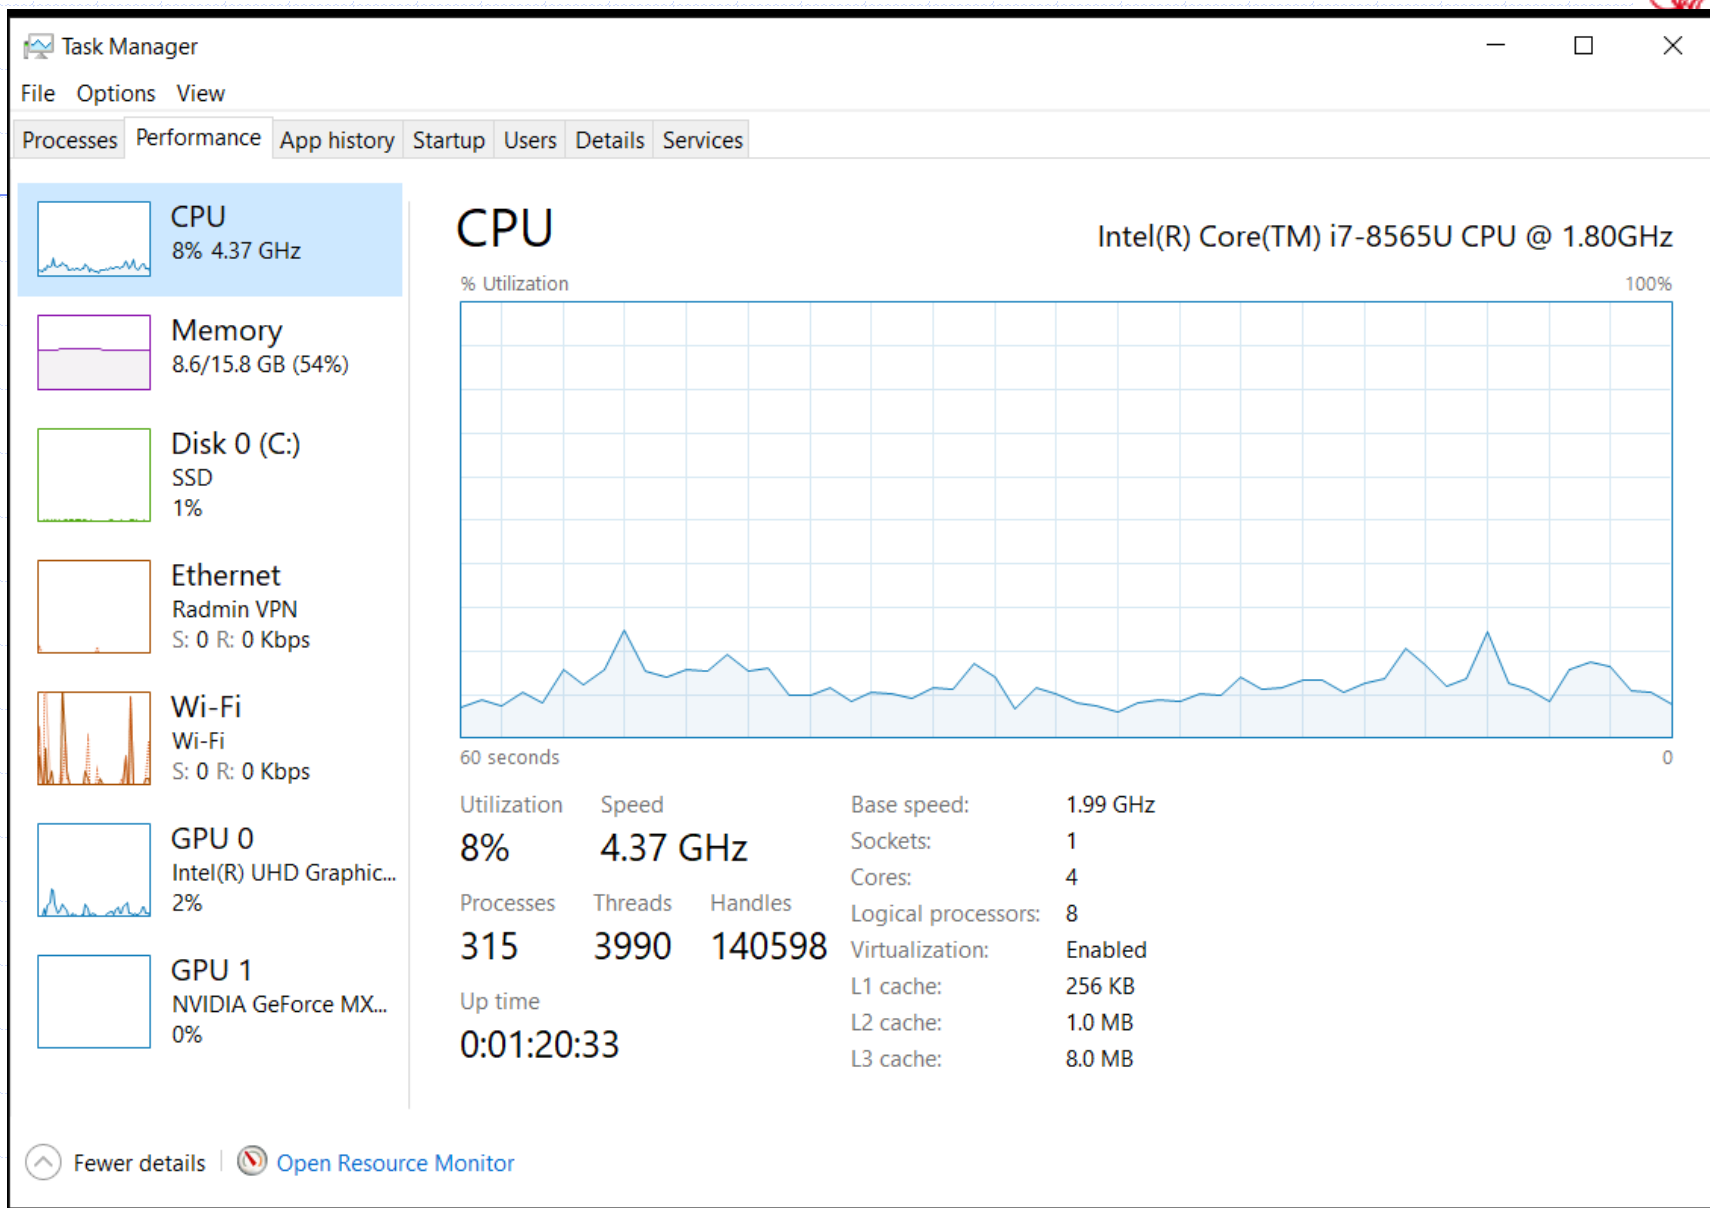 Task Manager
File Options View
Processes Performance App history Startup Users Details Services
CPU
8% 4.37 GHz
Memory
8.6/15.8 GB (54%)
Disk 0 (C:)
SSD
1%
Ethernet
Radmin VPN
S: 0 R: 0 Kbps
Wi-Fi
Wi-Fi
S: 0 R: 0 Kbps
GPU 0
Intel(R) UHD Graphic...
2%
GPU 1
NVIDIA GeForce MX...
0%
CPU Intel(R) Core(TM) i7-8565U CPU @ 1.80GHz
% Utilization 100%
60 seconds 0
Utilization Speed
8% 4.37 GHz
Processes Threads Handles
315 3990 140598
Up time
0:01:20:33
Base speed: 1.99 GHz
Sockets: 1
Cores: 4
Logical processors: 8
Virtualization: Enabled
L1 cache: 256 KB
L2 cache: 1.0 MB
L3 cache: 8.0 MB
Fewer details Open Resource Monitor